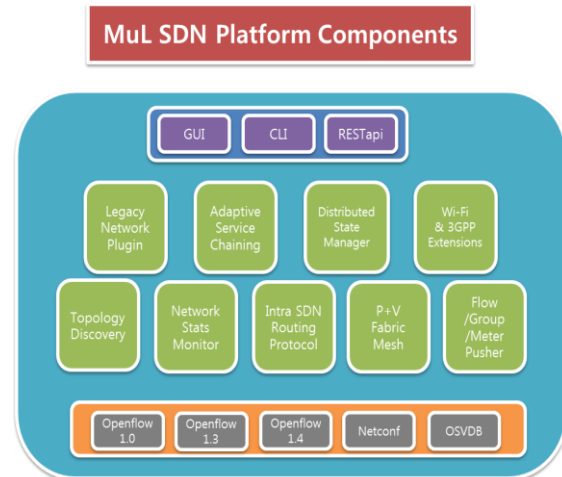 MuL SDN Platform Components
GUI
CLI
RESTapi
Legacy
Network
Plugin
Adaptive
Service
Chaining
Distributed
State
Manager
Wi-Fi
& 3GPP
Extensions
Topology
Discovery
Network
Stats
Monitor
Intra SDN
Routing
Protocol
P+V
Fabric
Mesh
Flow
/Group
/Meter
Pusher
Openflow
1.0
Openflow
1.3
Openflow
1.4
Netconf
OSVDB